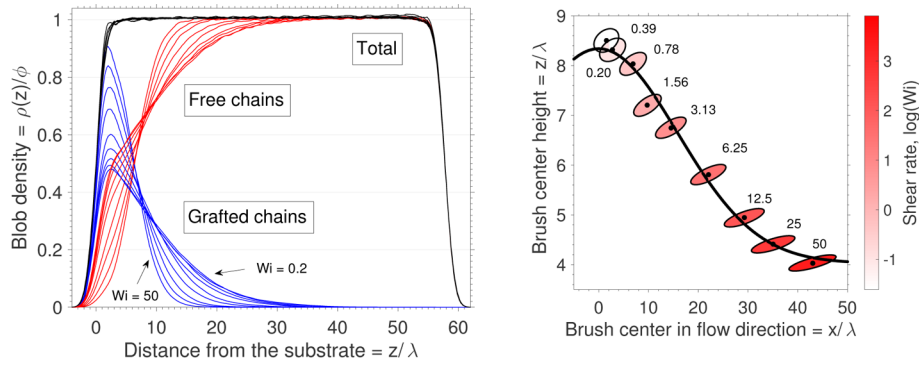 Blob density = ρ(z)/ϕ
1
0.8
0.6
0.4
0.2
0
Total
Free chains
Grafted chains
Wi = 0.2
Wi = 50
0 10 20 30 40 50 60
Distance from the substrate = z/ λ
Brush center height = z/λ
9
8
7
6
5
4
0.39
0.20
0.78
1.56
3.13
6.25
12.5
25
50
0 10 20 30 40 50
Brush center in flow direction = x/ λ
3
2
1
0
-1
Shear rate, log(Wi)